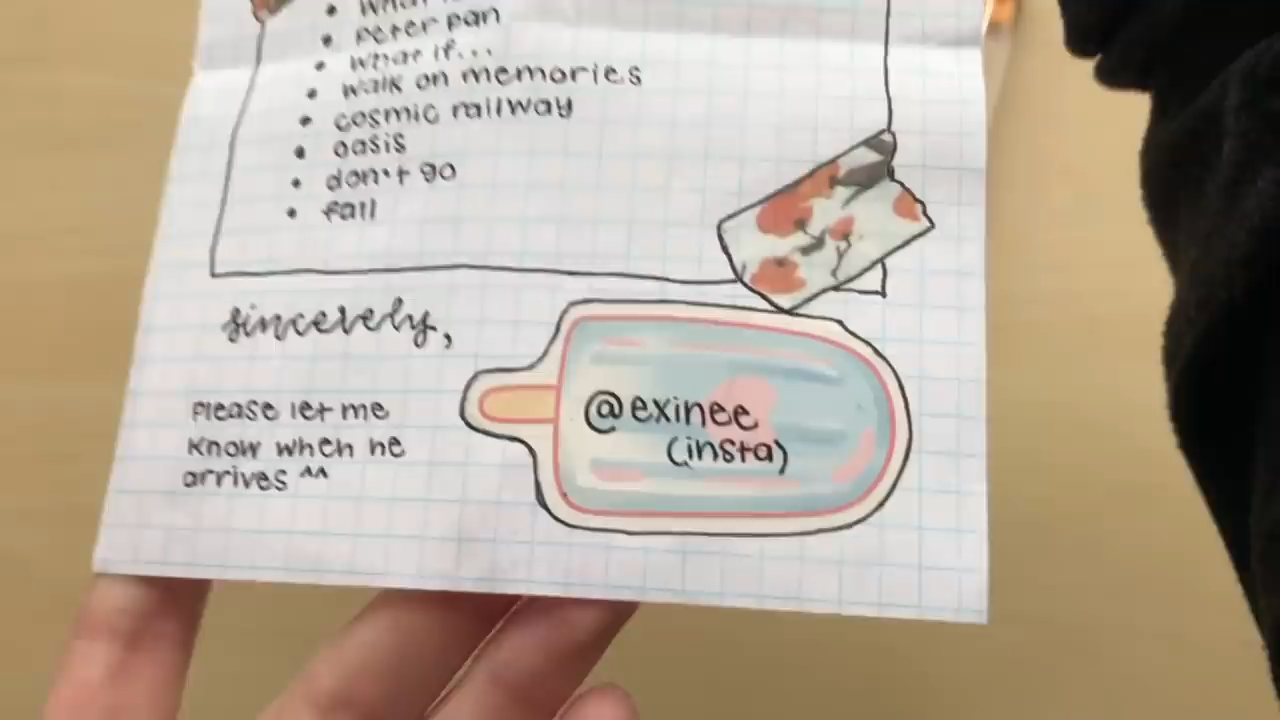 • peter pan
• what if...
• walk on memories
• cosmic railway
• oasis
• don't go
• fall
sincerely,
Please let me
know when he
arrives ^^
@exinee
(insta)